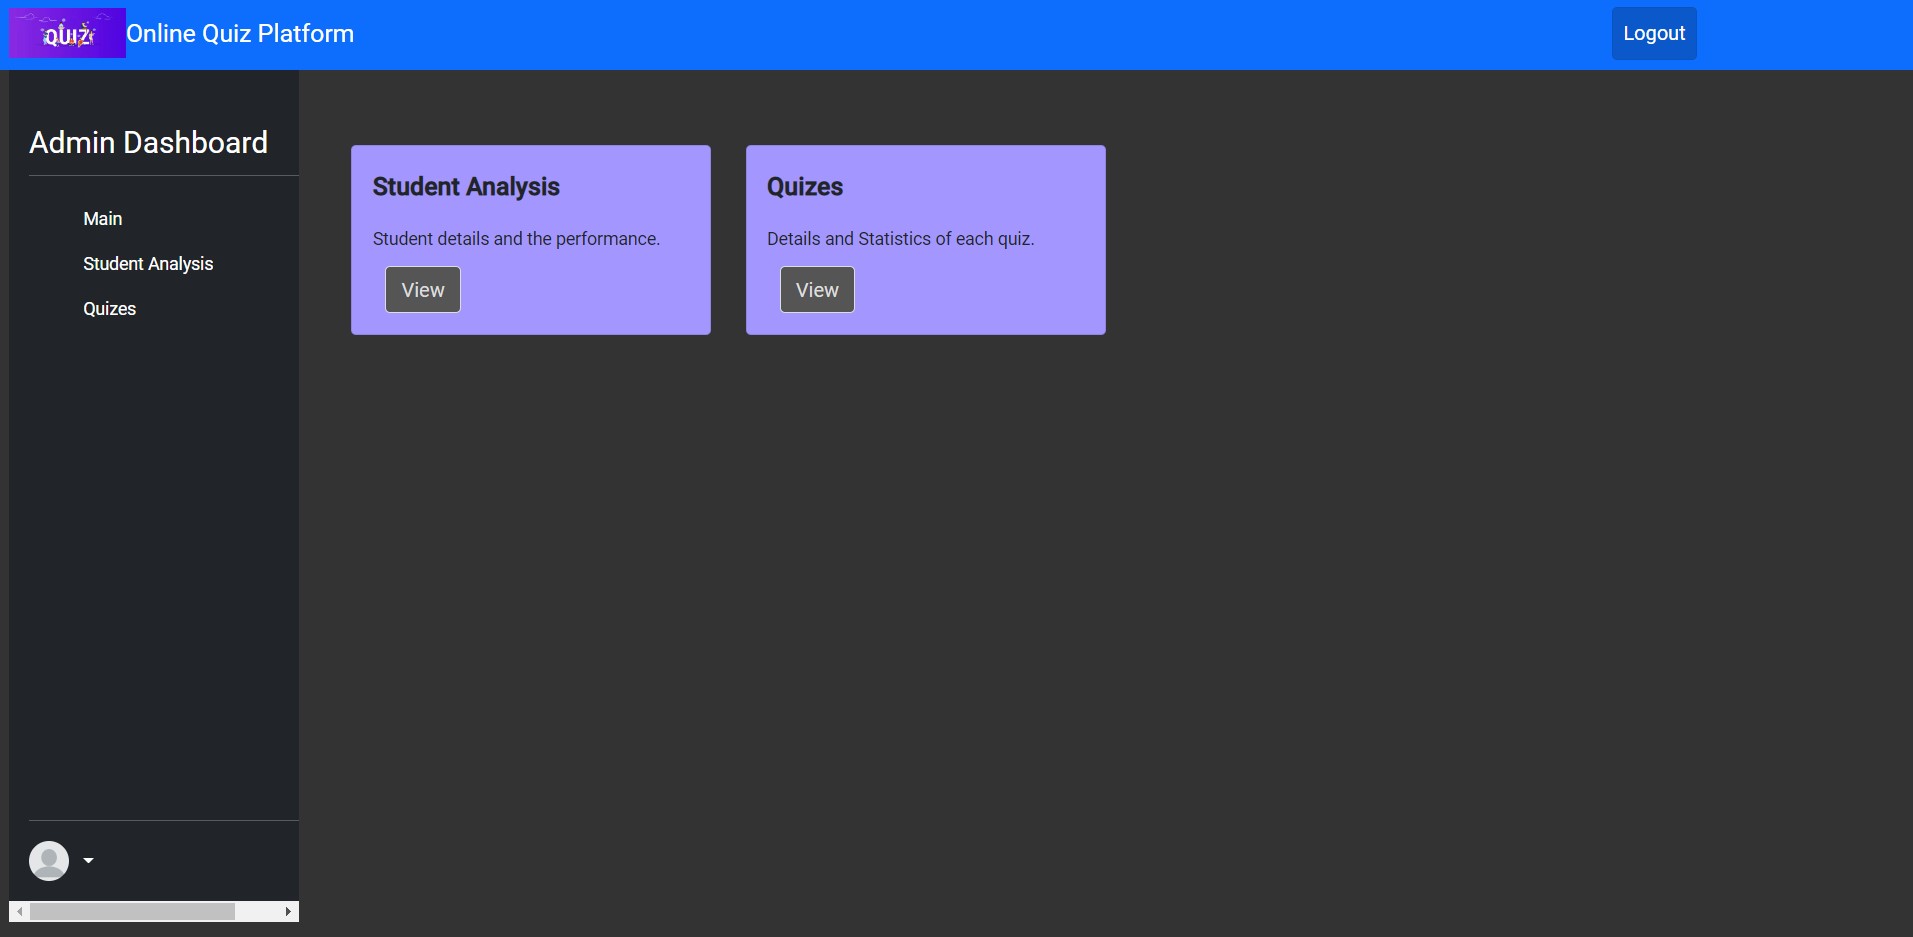 QUIZ Online Quiz Platform
Logout
Admin Dashboard
Main
Student Analysis
Quizes
Student Analysis
Student details and the performance.
View
Quizes
Details and Statistics of each quiz.
View